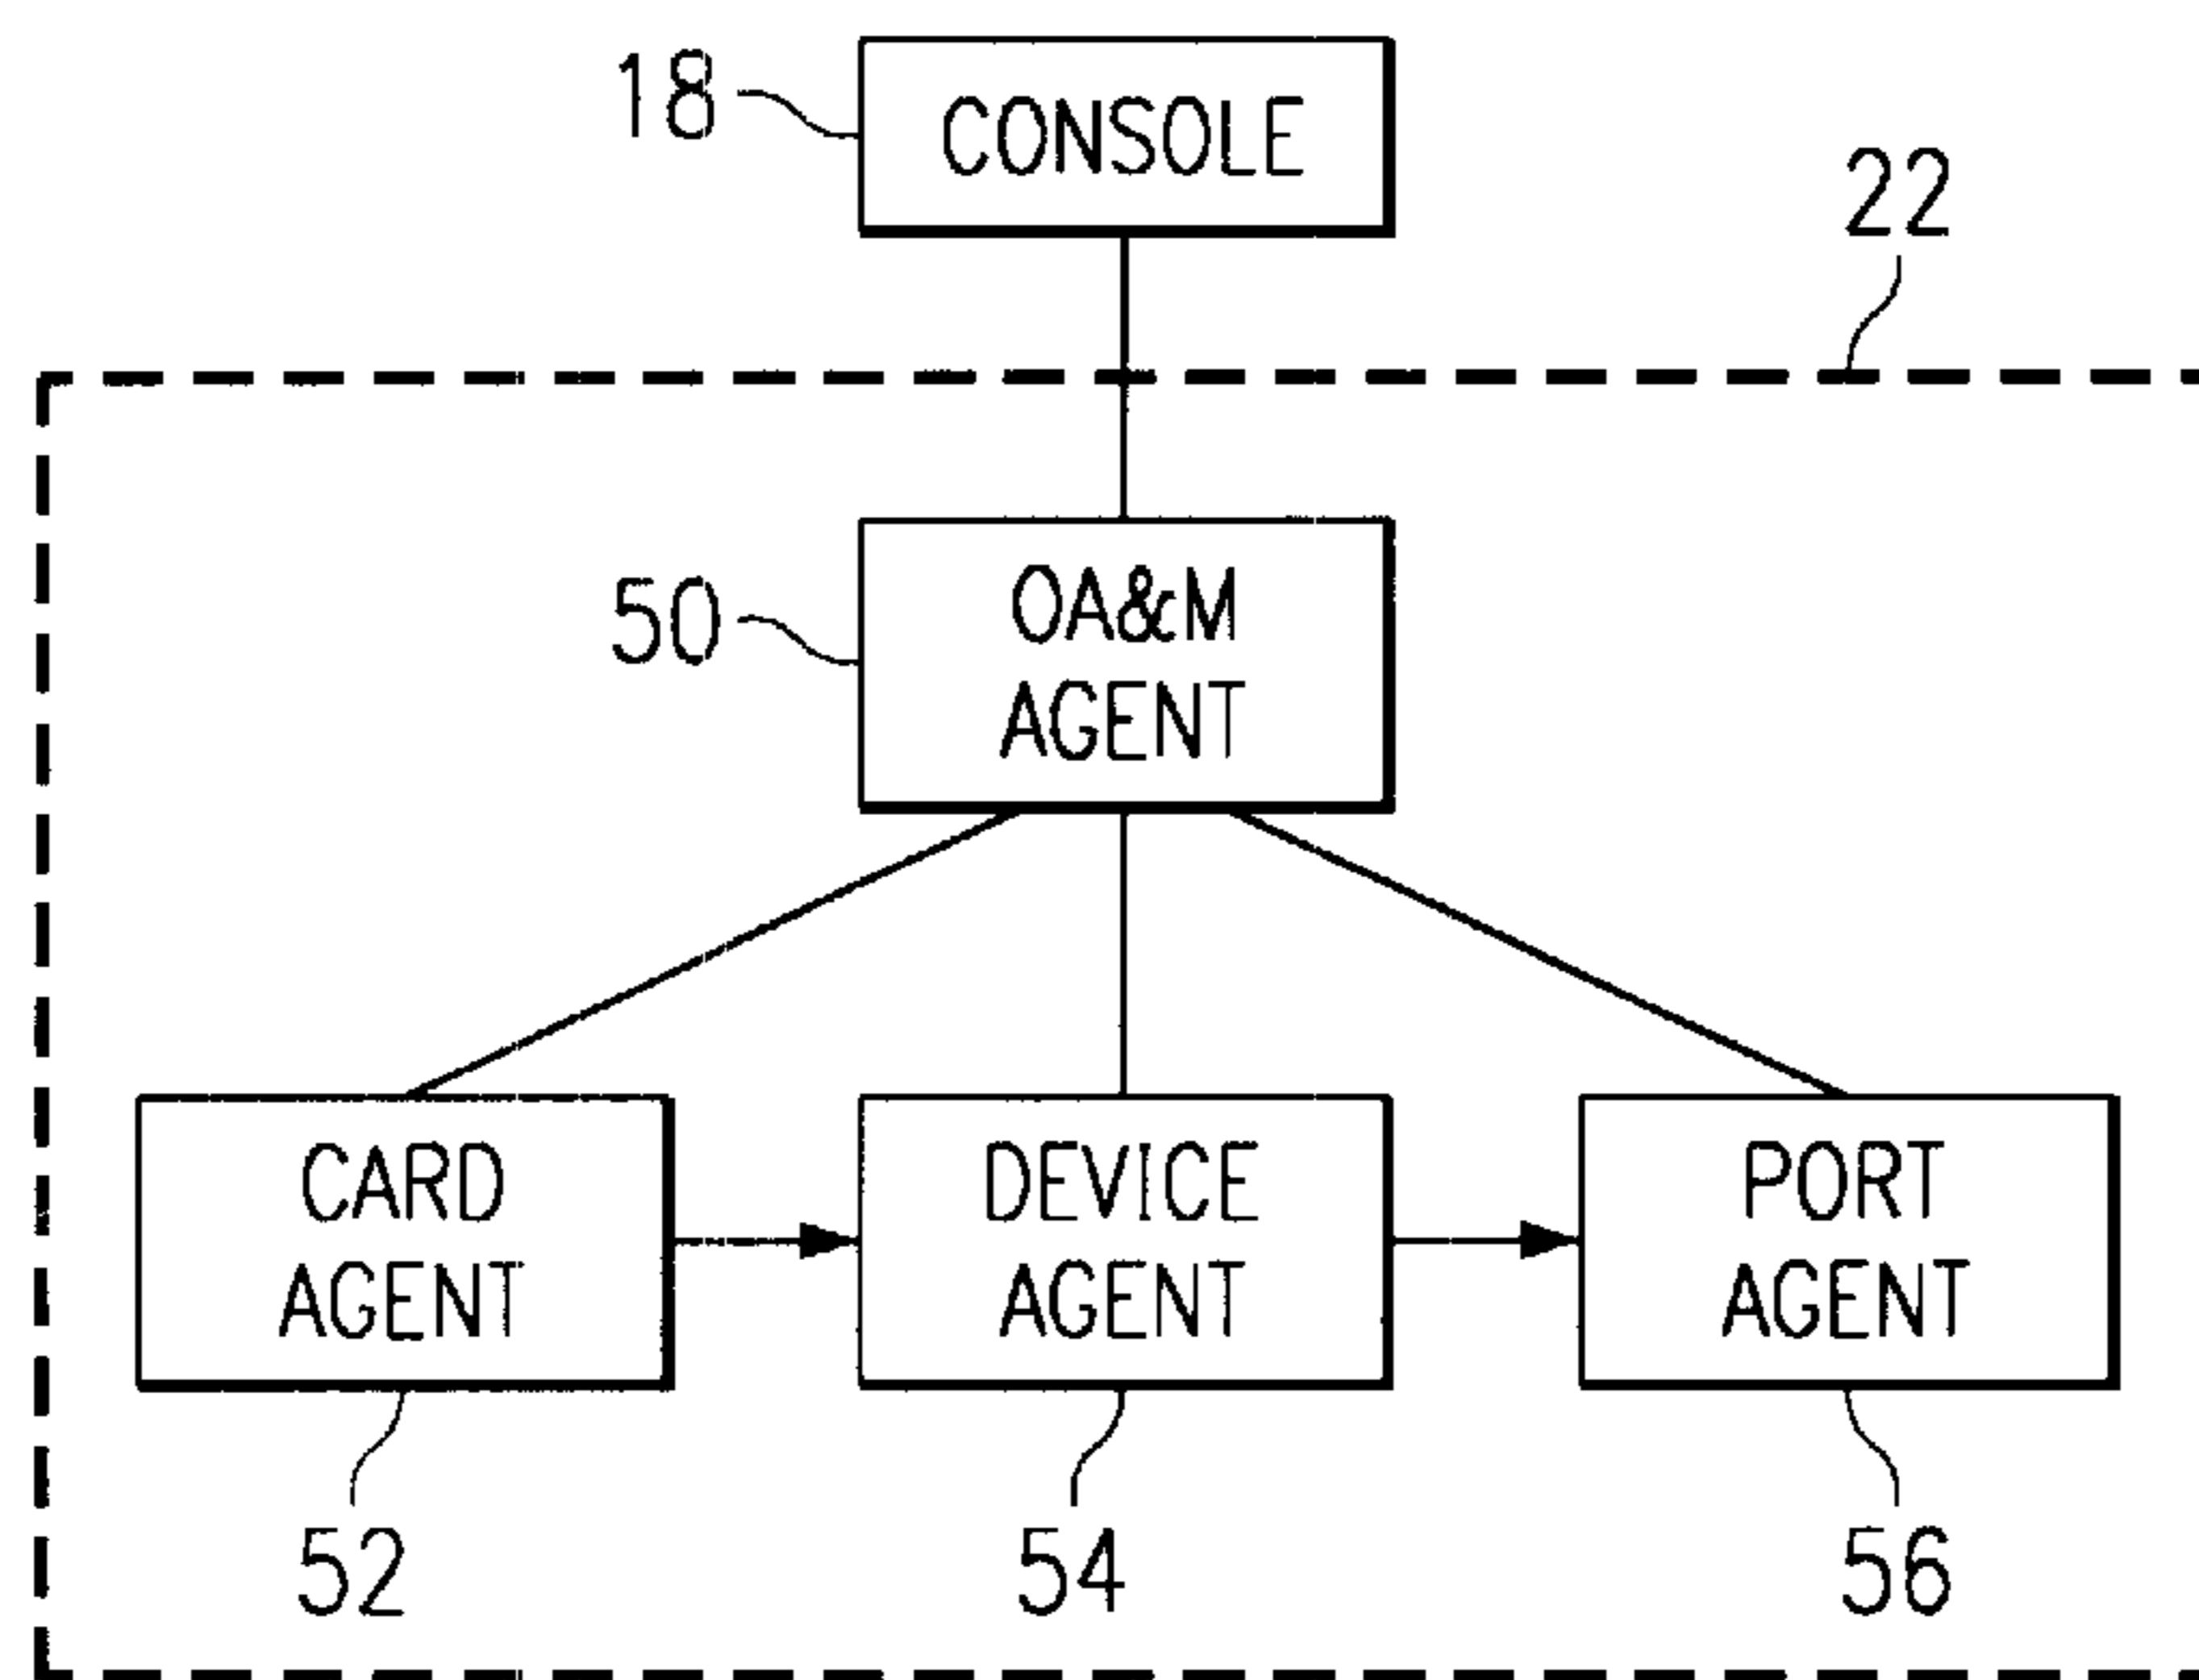 18
CONSOLE
22
50
OA&M
AGENT
CARD
AGENT
DEVICE
AGENT
PORT
AGENT
52
54
56